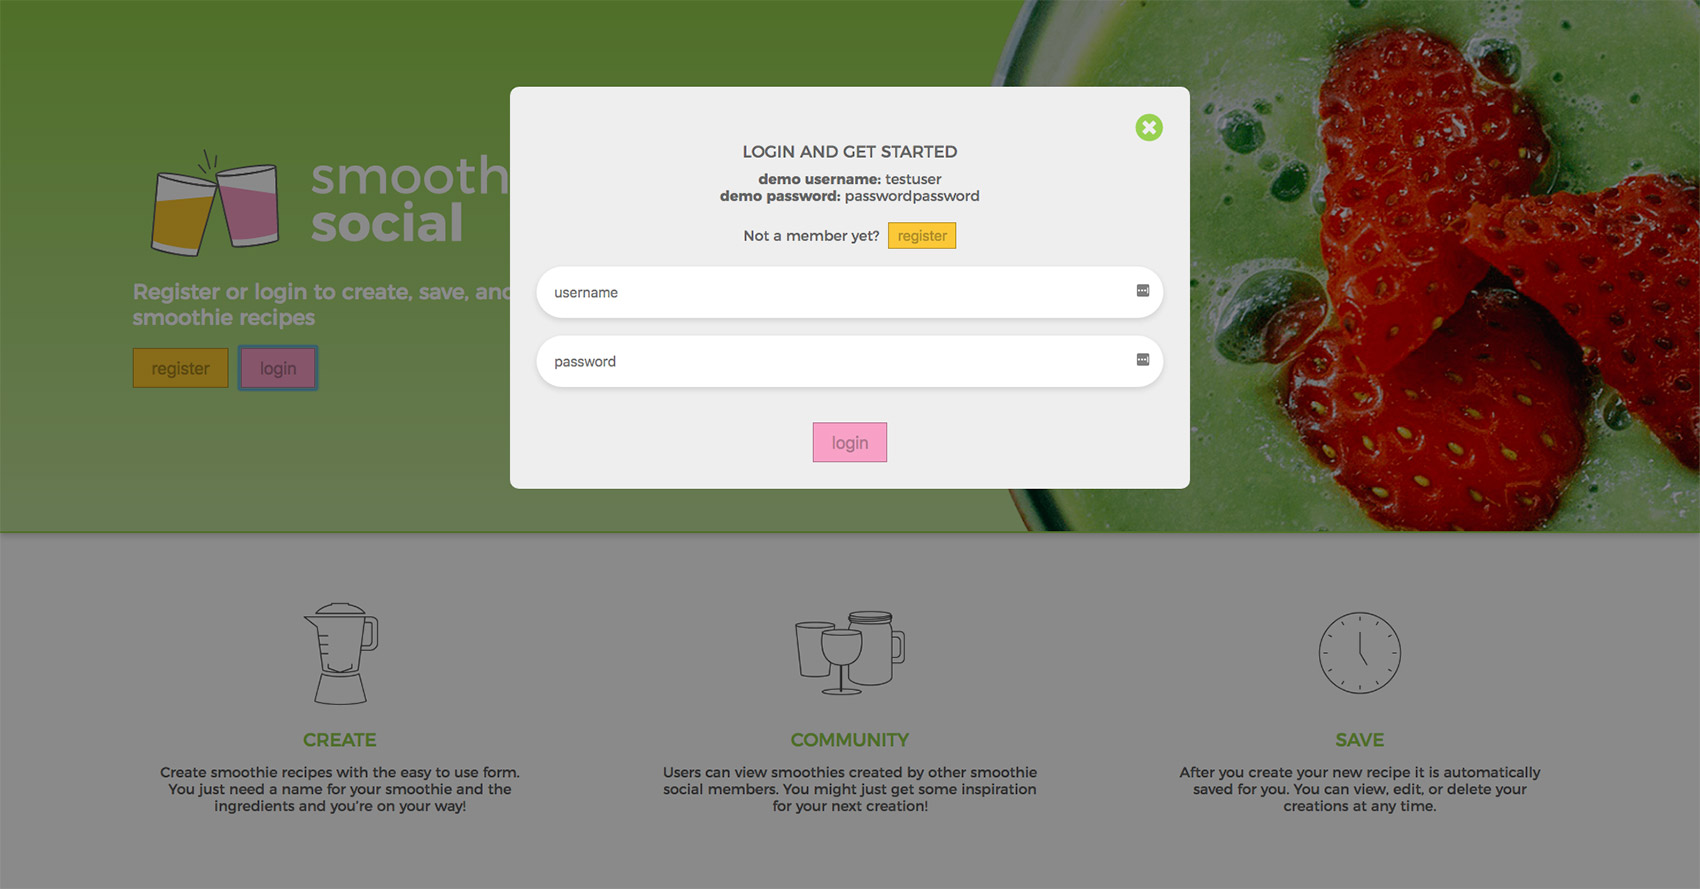 LOGIN AND GET STARTED
demo username: testuser
demo password: passwordpassword
Not a member yet? register
username
password
login
smooth
social
Register or login to create, save, and
smoothie recipes
register login
CREATE
Create smoothie recipes with the easy to use form.
You just need a name for your smoothie and the
ingredients and you're on your way!
COMMUNITY
Users can view smoothies created by other smoothie
social members. You might just get some inspiration
for your next creation!
SAVE
After you create your new recipe it is automatically
saved for you. You can view, edit, or delete your
creations at any time.